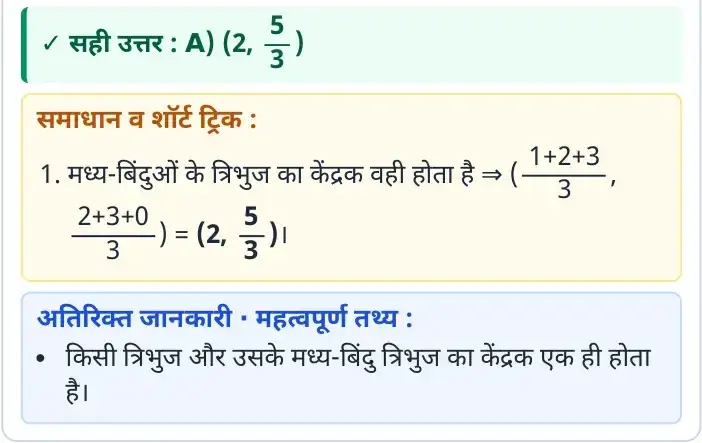 ✓ सही उत्तर : A) (2, 5/3)
समाधान व शॉर्ट ट्रिक :
1. मध्य-बिंदुओं के त्रिभुज का केंद्रक वही होता है ⇒ (1+2+3/3,
2+3+0/3) = (2, 5/3)।
अतिरिक्त जानकारी · महत्वपूर्ण तथ्य :
• किसी त्रिभुज और उसके मध्य-बिंदु त्रिभुज का केंद्रक एक ही होता
है।